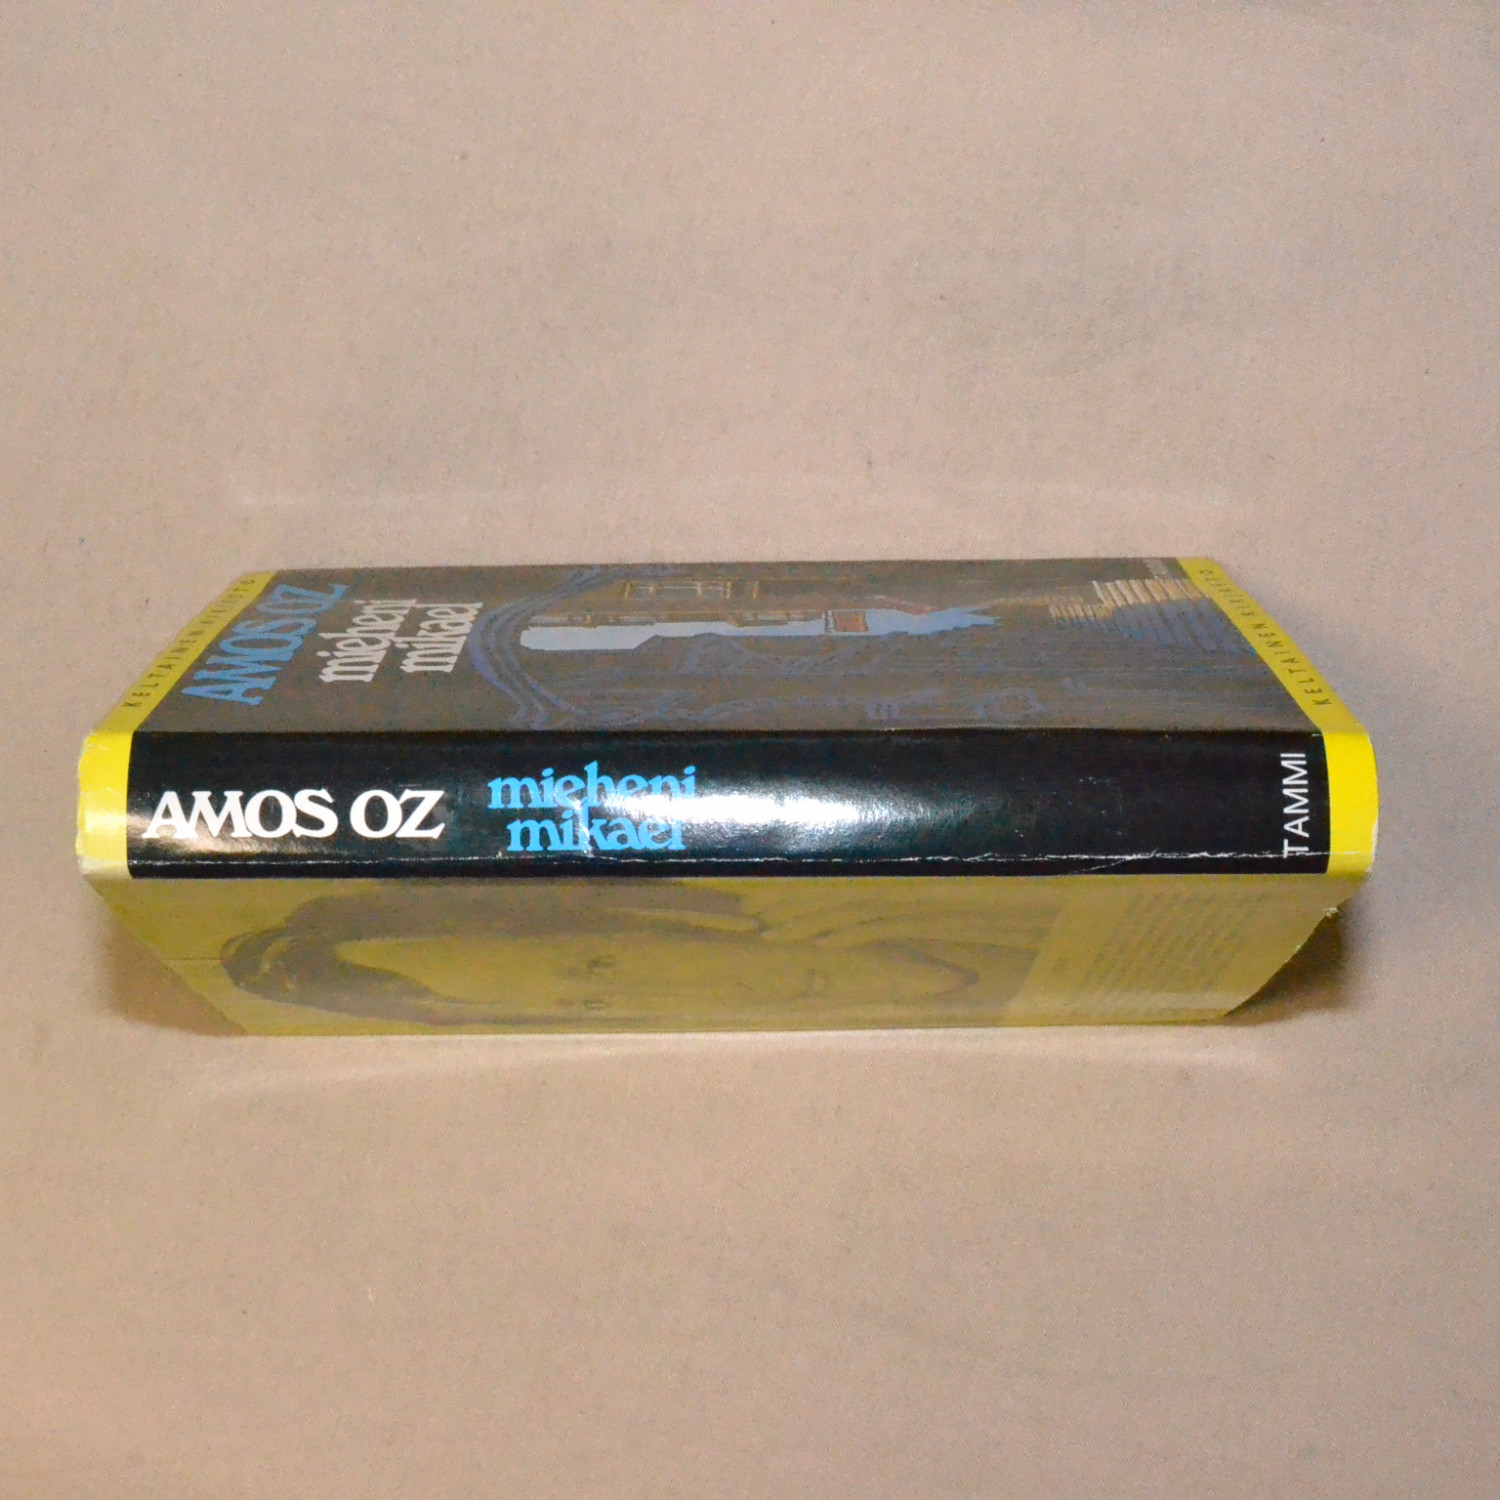 KELTAINEN KIRJASTO
AMOS OZ
mieheni
mikael
KELTAINEN KIRJASTO
AMOS OZ
mieheni
mikael
TAMMI